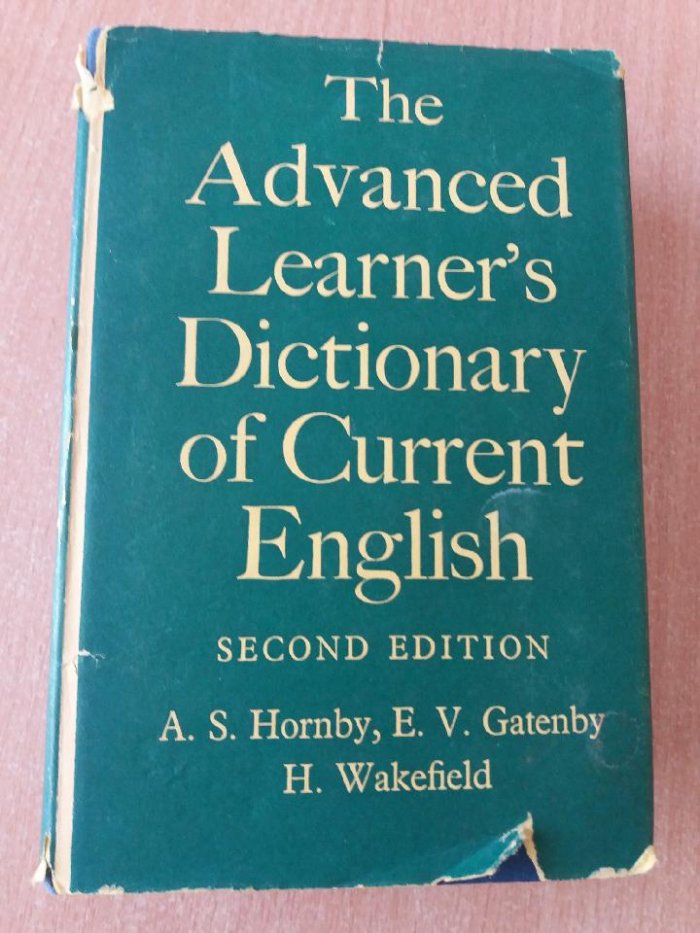 The
Advanced
Learner's
Dictionary
of Current
English
SECOND EDITION
A. S. Hornby, E. V. Gatenby
H. Wakefield